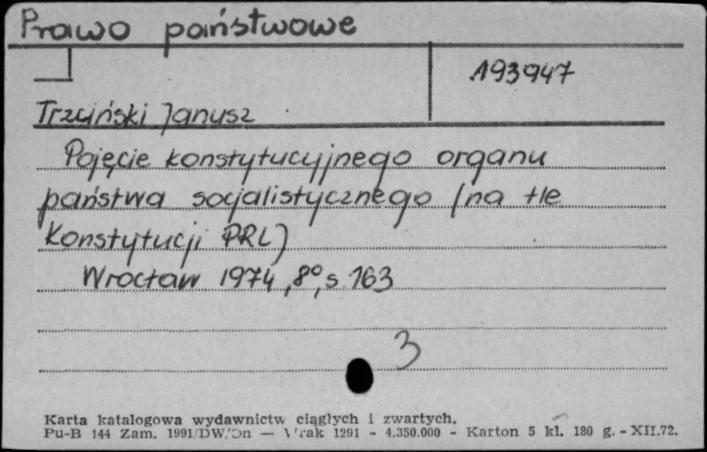 Prawo państwowe
193947
Trzciński Janusz
Pojęcie konstytucyjnego organu
państwa socjalistycznego (na tle
Konstytucji PRL)
Wrocław 1974, 8°, s. 163
3
Karta katalogowa wydawnictw ciągłych i zwartych.
Pu-B 144 Zam. 1991/DW. — 1291 - 4.350.000 - Karton 5 kl. 180 g. - XII.72.